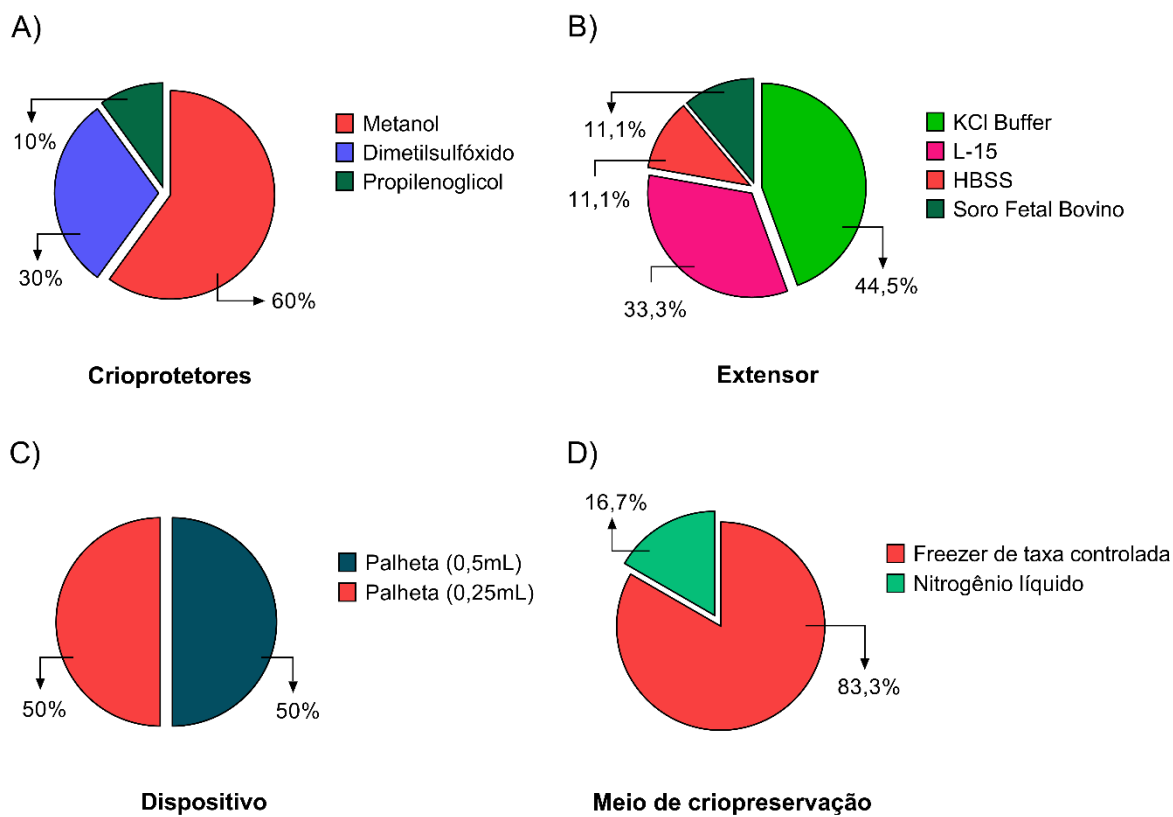 A)
10%
30%
60%
Metanol
Dimetilsulfóxido
Propilenoglicol
Crioprotetores
B)
11,1%
11,1%
33,3%
44,5%
KCl Buffer
L-15
HBSS
Soro Fetal Bovino
Extensor
C)
50%
50%
Palheta (0,5mL)
Palheta (0,25mL)
Dispositivo
D)
16,7%
83,3%
Freezer de taxa controlada
Nitrogênio líquido
Meio de criopreservação